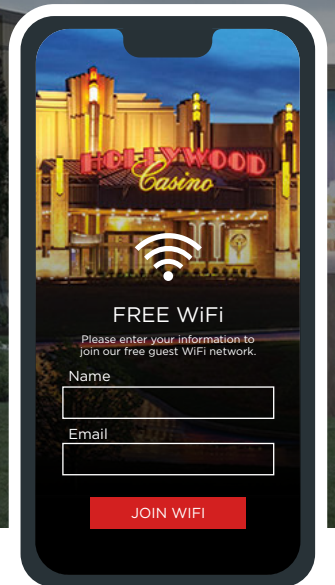 HOLLYWOOD
Casino
FREE WiFi
Please enter your information to
join our free guest WiFi network.
Name
Email
JOIN WIFI